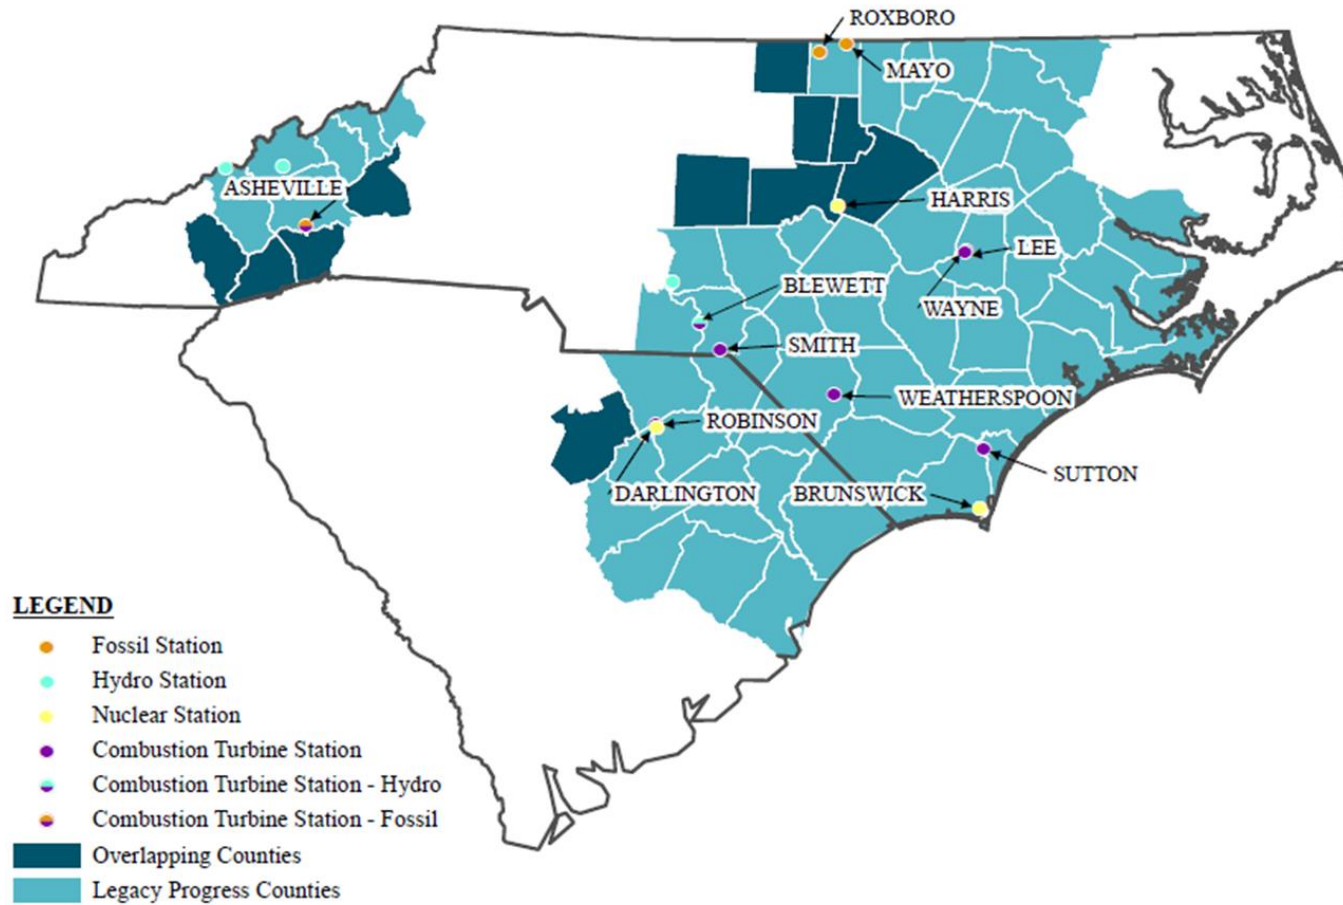 ROXBORO
MAYO
ASHEVILLE
HARRIS
LEE
BLEWETT
WAYNE
SMITH
WEATHERSPOON
ROBINSON
SUTTON
DARLINGTON
BRUNSWICK
LEGEND
Fossil Station
Hydro Station
Nuclear Station
Combustion Turbine Station
Combustion Turbine Station - Hydro
Combustion Turbine Station - Fossil
Overlapping Counties
Legacy Progress Counties